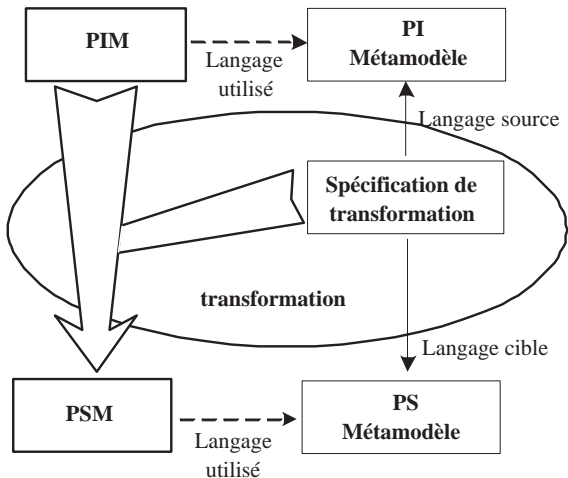 PIM
PI
Métamodèle
Langage
utilisé
Langage source
Spécification de
transformation
transformation
Langage cible
PSM
PS
Métamodèle
Langage
utilisé